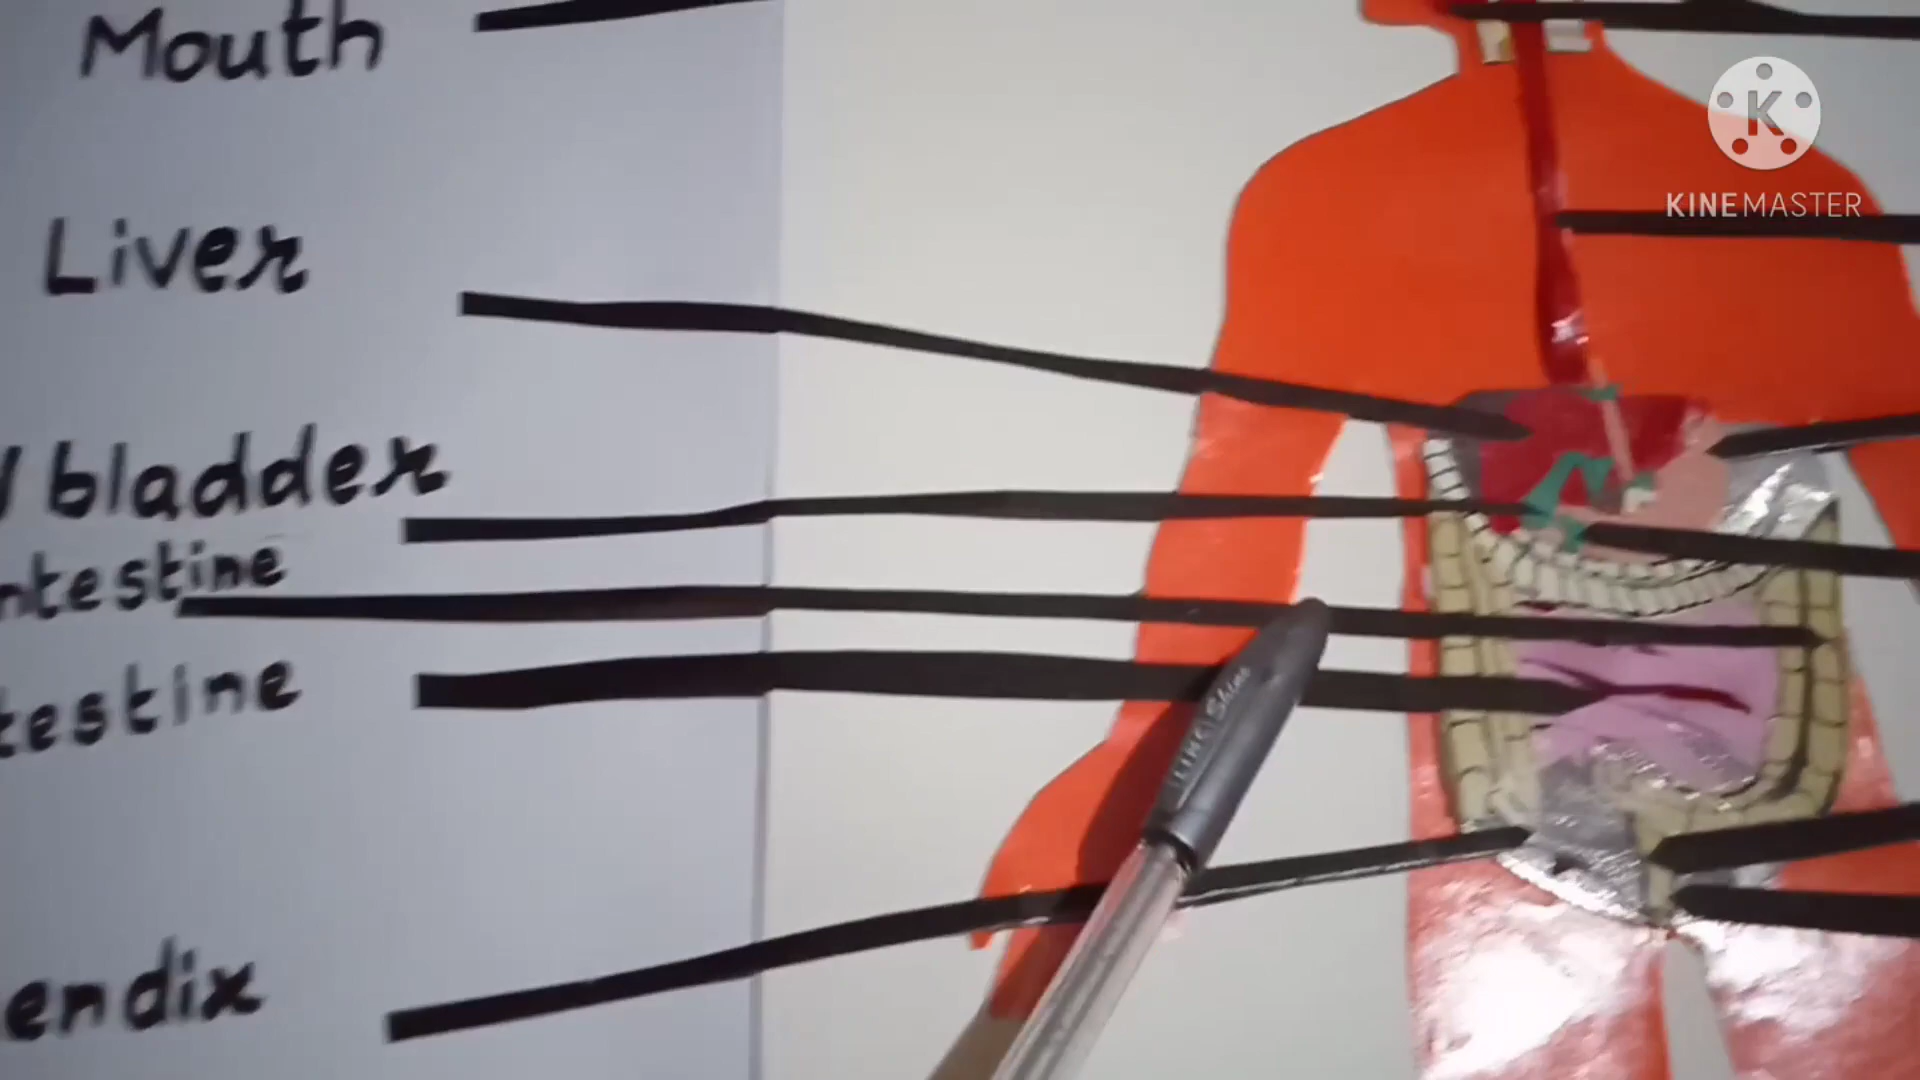 Mouth
Liver
bladder
ntestine
testine
endix
K
KINEMASTER